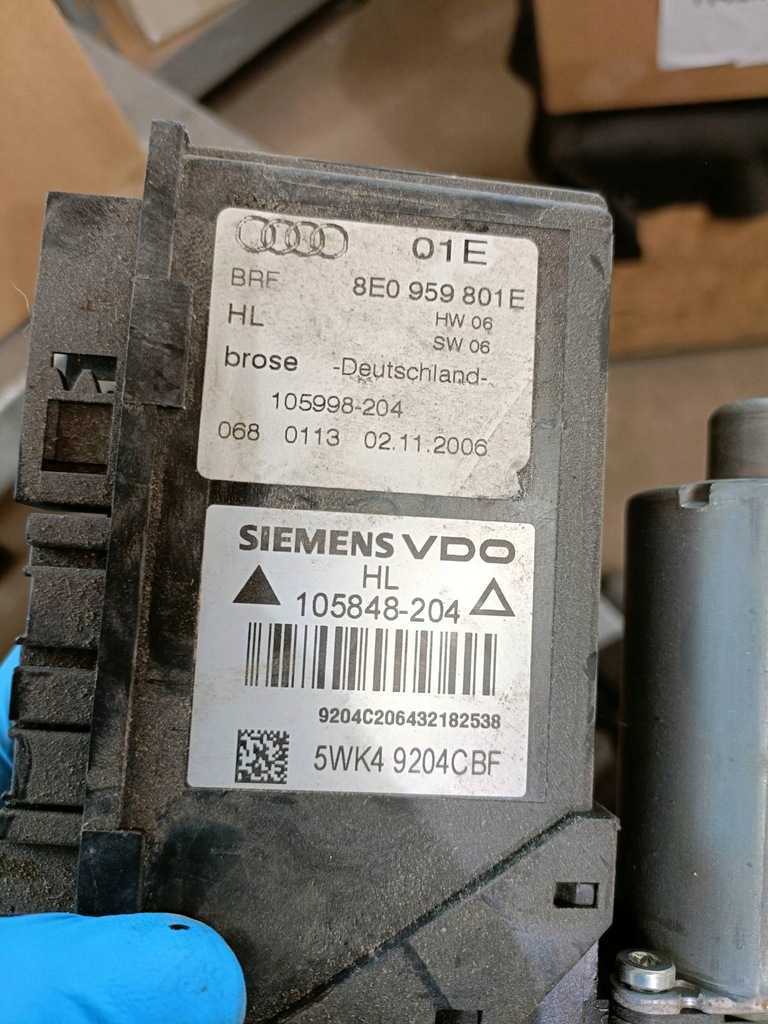 01E
BRF 8E0 959 801E
HL HW 06
SW 06
brose -Deutschland-
105998-204
068 0113 02.11.2006
SIEMENS VDO
HL
105848-204
9204C206432182538
5WK4 9204CBF